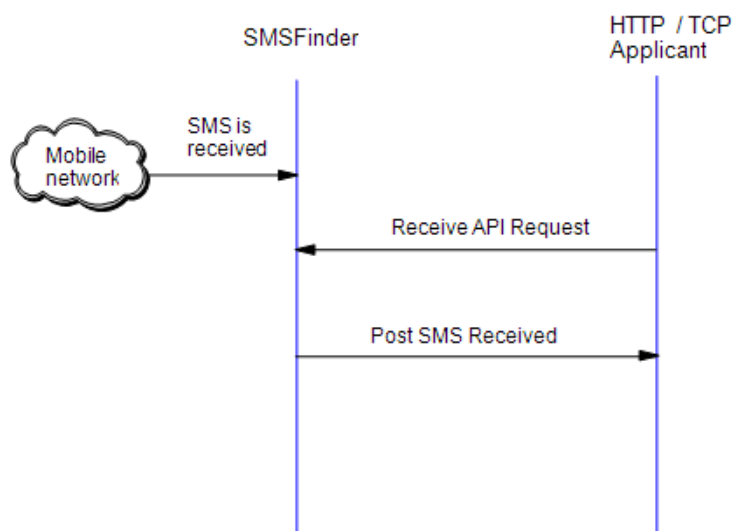 SMSFinder
HTTP / TCP
Applicant
SMS is
received
Mobile
network
Receive API Request
Post SMS Received